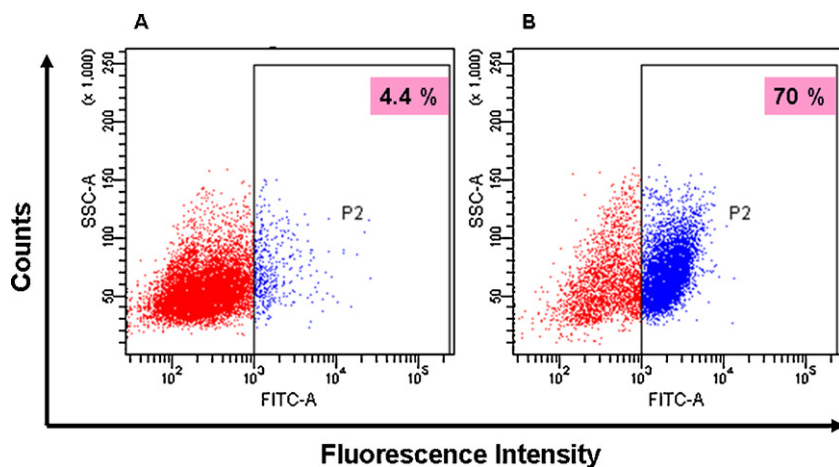 A
B
Counts
SSC-A
(x 1,000)
250
200
150
100
50
4.4 %
P2
10²
10³
10⁴
10⁵
FITC-A
SSC-A
(x 1,000)
250
200
150
100
50
70 %
P2
10²
10³
10⁴
10⁵
FITC-A
Fluorescence Intensity